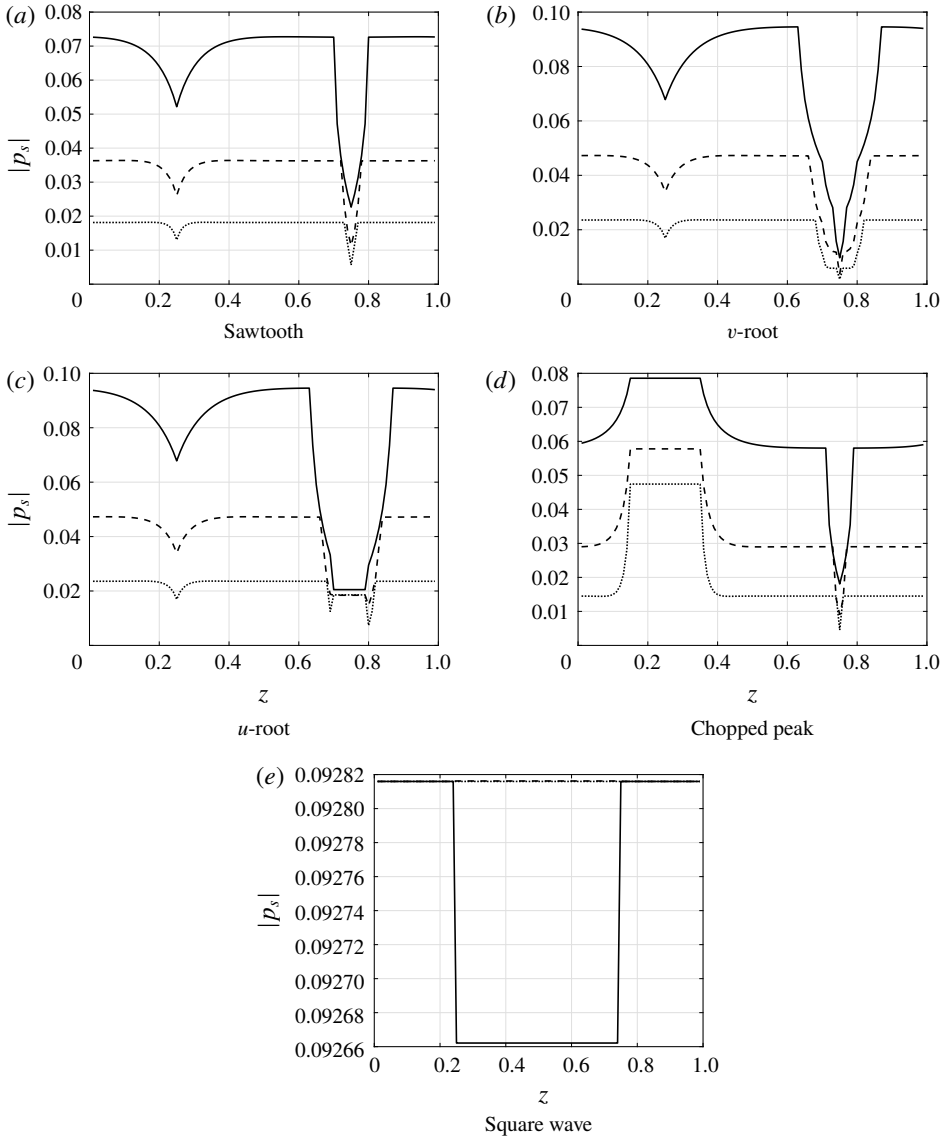 (a)
0.08
0.07
0.06
0.05
0.04
0.03
0.02
0.01
|p_s|
0 0.2 0.4 0.6 0.8 1.0
Sawtooth
(b)
0.10
0.08
0.06
0.04
0.02
0 0.2 0.4 0.6 0.8 1.0
v-root
(c)
0.10
0.08
0.06
0.04
0.02
|p_s|
0 0.2 0.4 0.6 0.8 1.0
z
u-root
(d)
0.08
0.07
0.06
0.05
0.04
0.03
0.02
0.01
0 0.2 0.4 0.6 0.8 1.0
z
Chopped peak
(e)
0.09282
0.09280
0.09278
0.09276
0.09274
0.09272
0.09270
0.09268
0.09266
|p_s|
0 0.2 0.4 0.6 0.8 1.0
z
Square wave